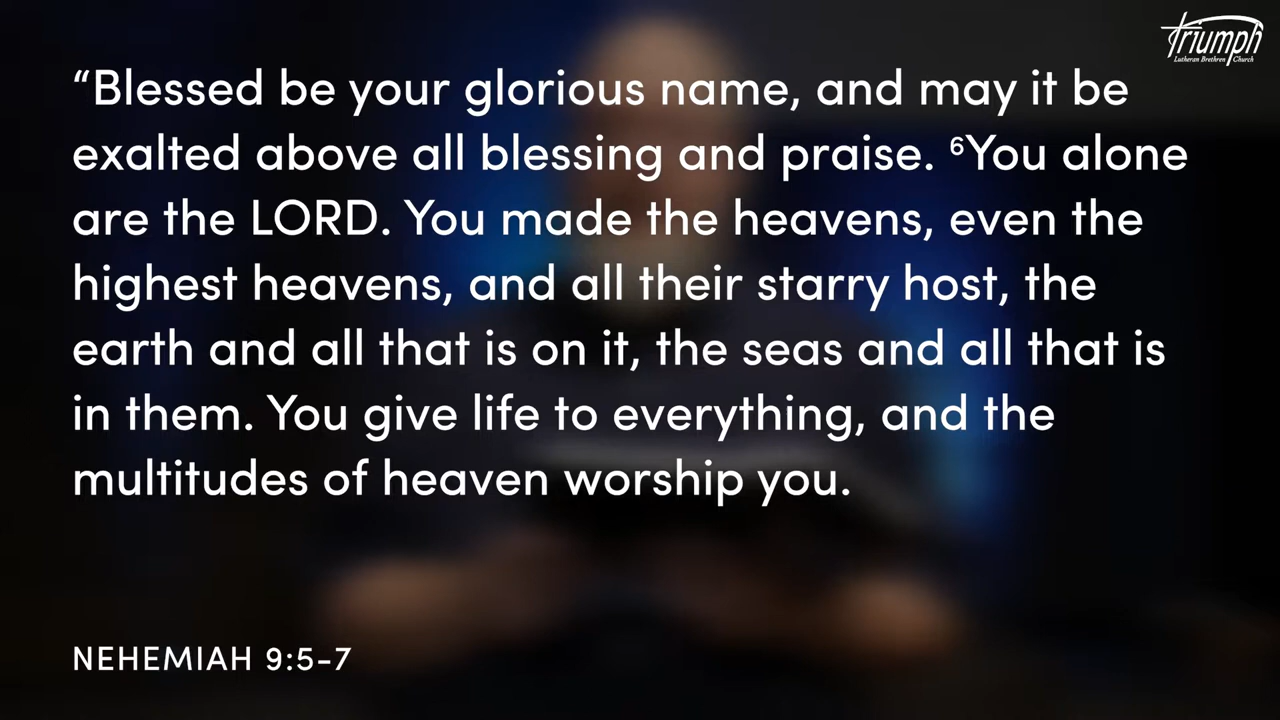 Triumph
Lutheran Brethren Church
“Blessed be your glorious name, and may it be
exalted above all blessing and praise. ⁶You alone
are the LORD. You made the heavens, even the
highest heavens, and all their starry host, the
earth and all that is on it, the seas and all that is
in them. You give life to everything, and the
multitudes of heaven worship you.
NEHEMIAH 9:5-7